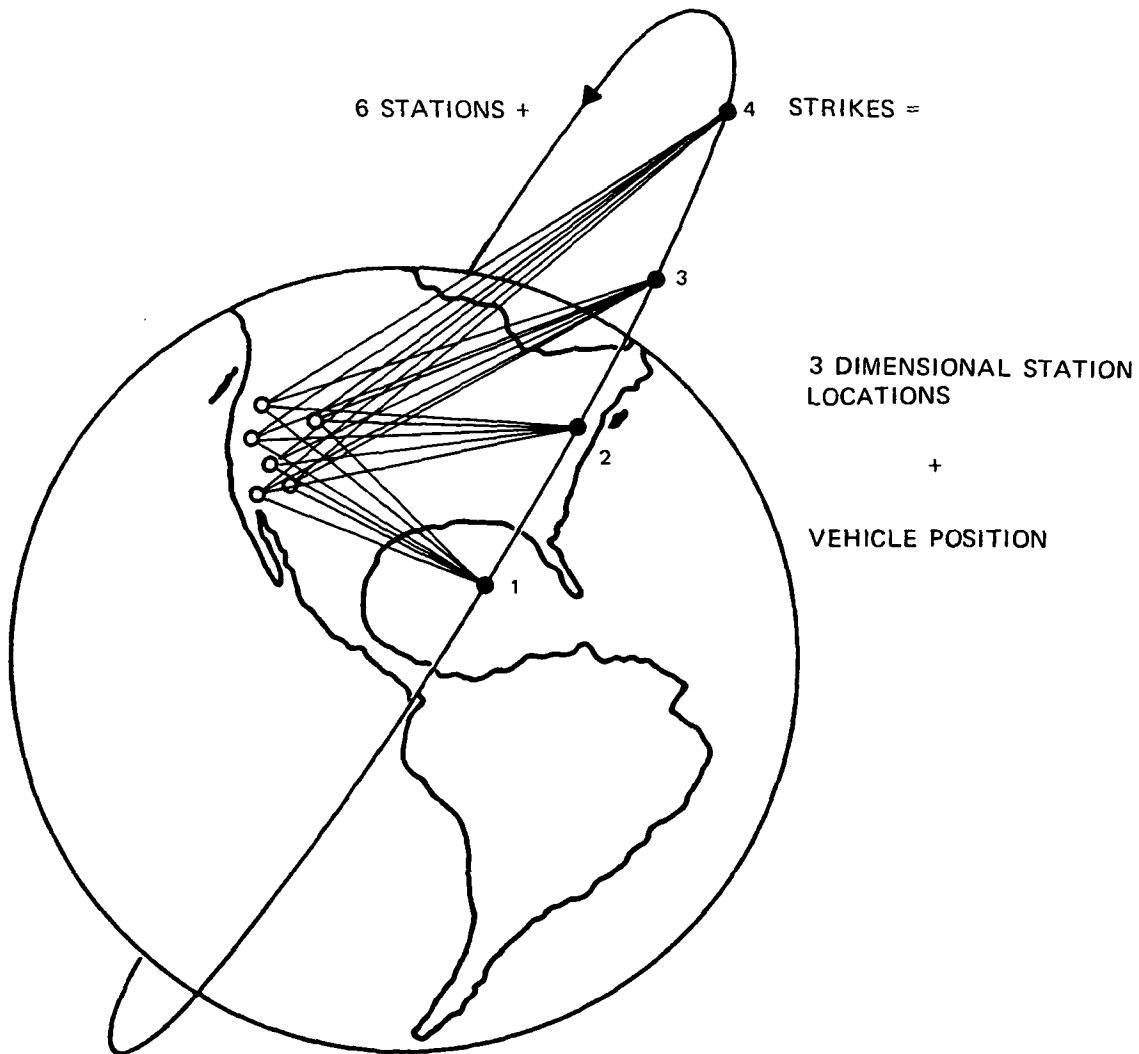 6 STATIONS + 4 STRIKES =
3
3 DIMENSIONAL STATION
LOCATIONS
2
+
VEHICLE POSITION
1